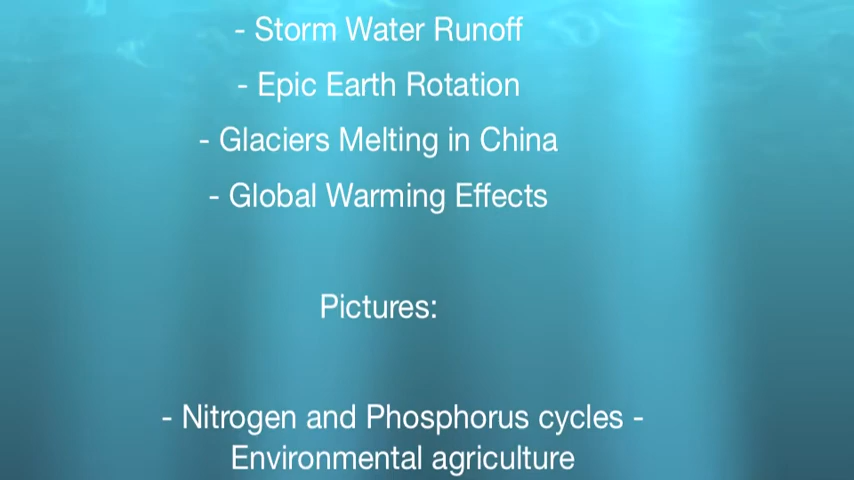 - Storm Water Runoff
- Epic Earth Rotation
- Glaciers Melting in China
- Global Warming Effects
Pictures:
- Nitrogen and Phosphorus cycles -
Environmental agriculture